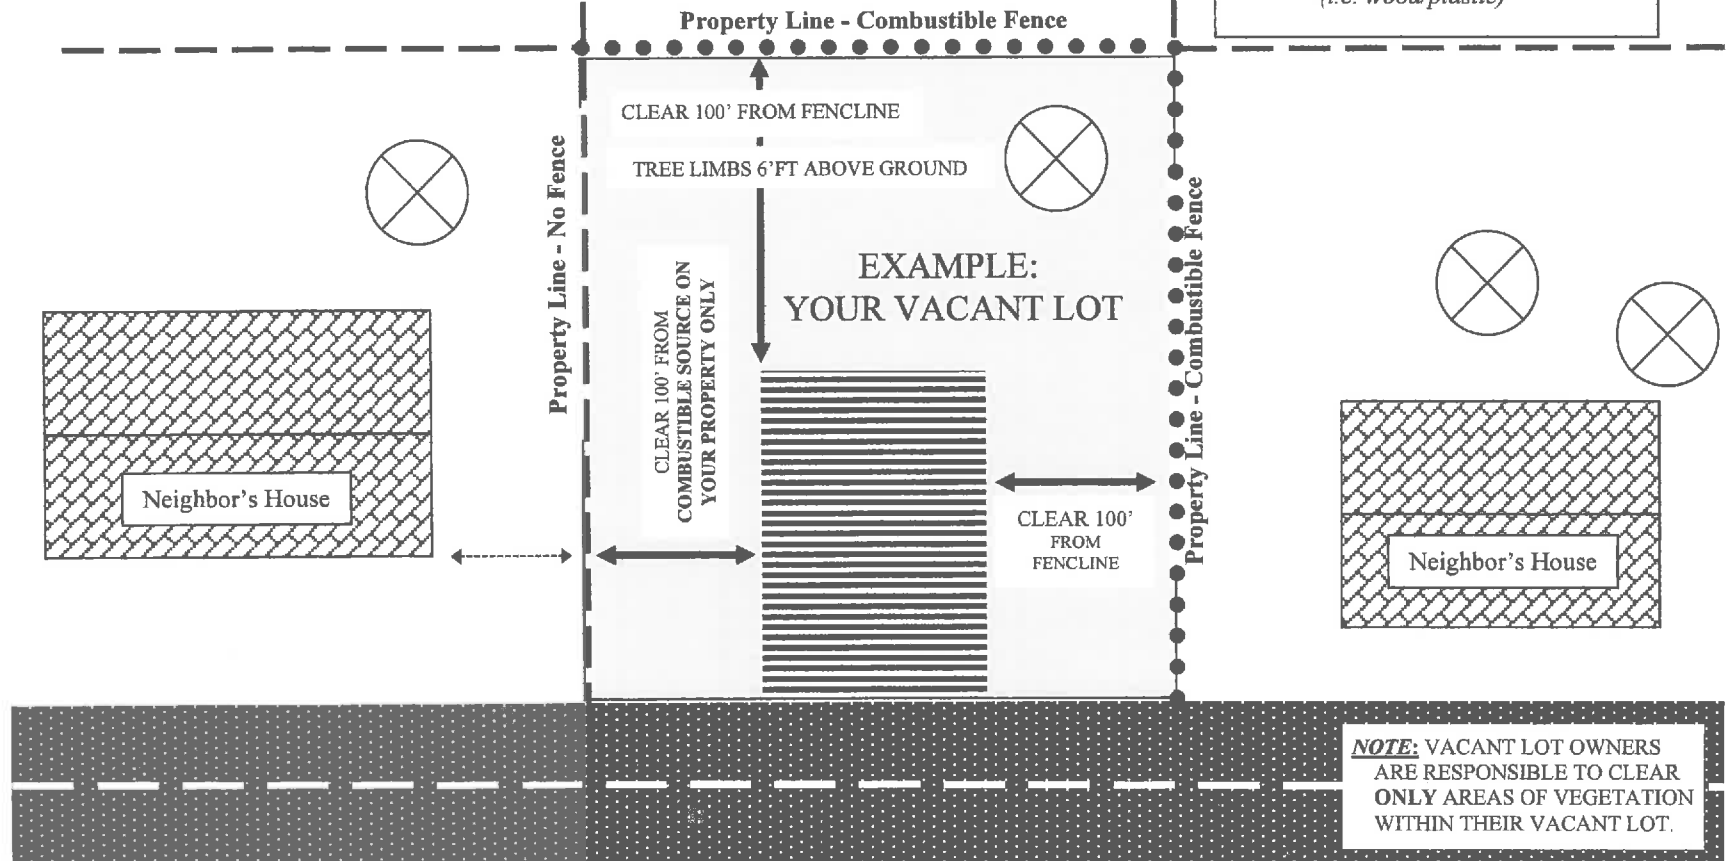 (i.e. wood/plastic)
Property Line - Combustible Fence
CLEAR 100' FROM FENCLINE
TREE LIMBS 6'FT ABOVE GROUND
Property Line - No Fence
CLEAR 100' FROM
COMBUSTIBLE SOURCE ON
YOUR PROPERTY ONLY
EXAMPLE:
YOUR VACANT LOT
Property Line - Combustible Fence
Neighbor's House
CLEAR 100'
FROM
FENCLINE
Neighbor's House
NOTE: VACANT LOT OWNERS
ARE RESPONSIBLE TO CLEAR
ONLY AREAS OF VEGETATION
WITHIN THEIR VACANT LOT.